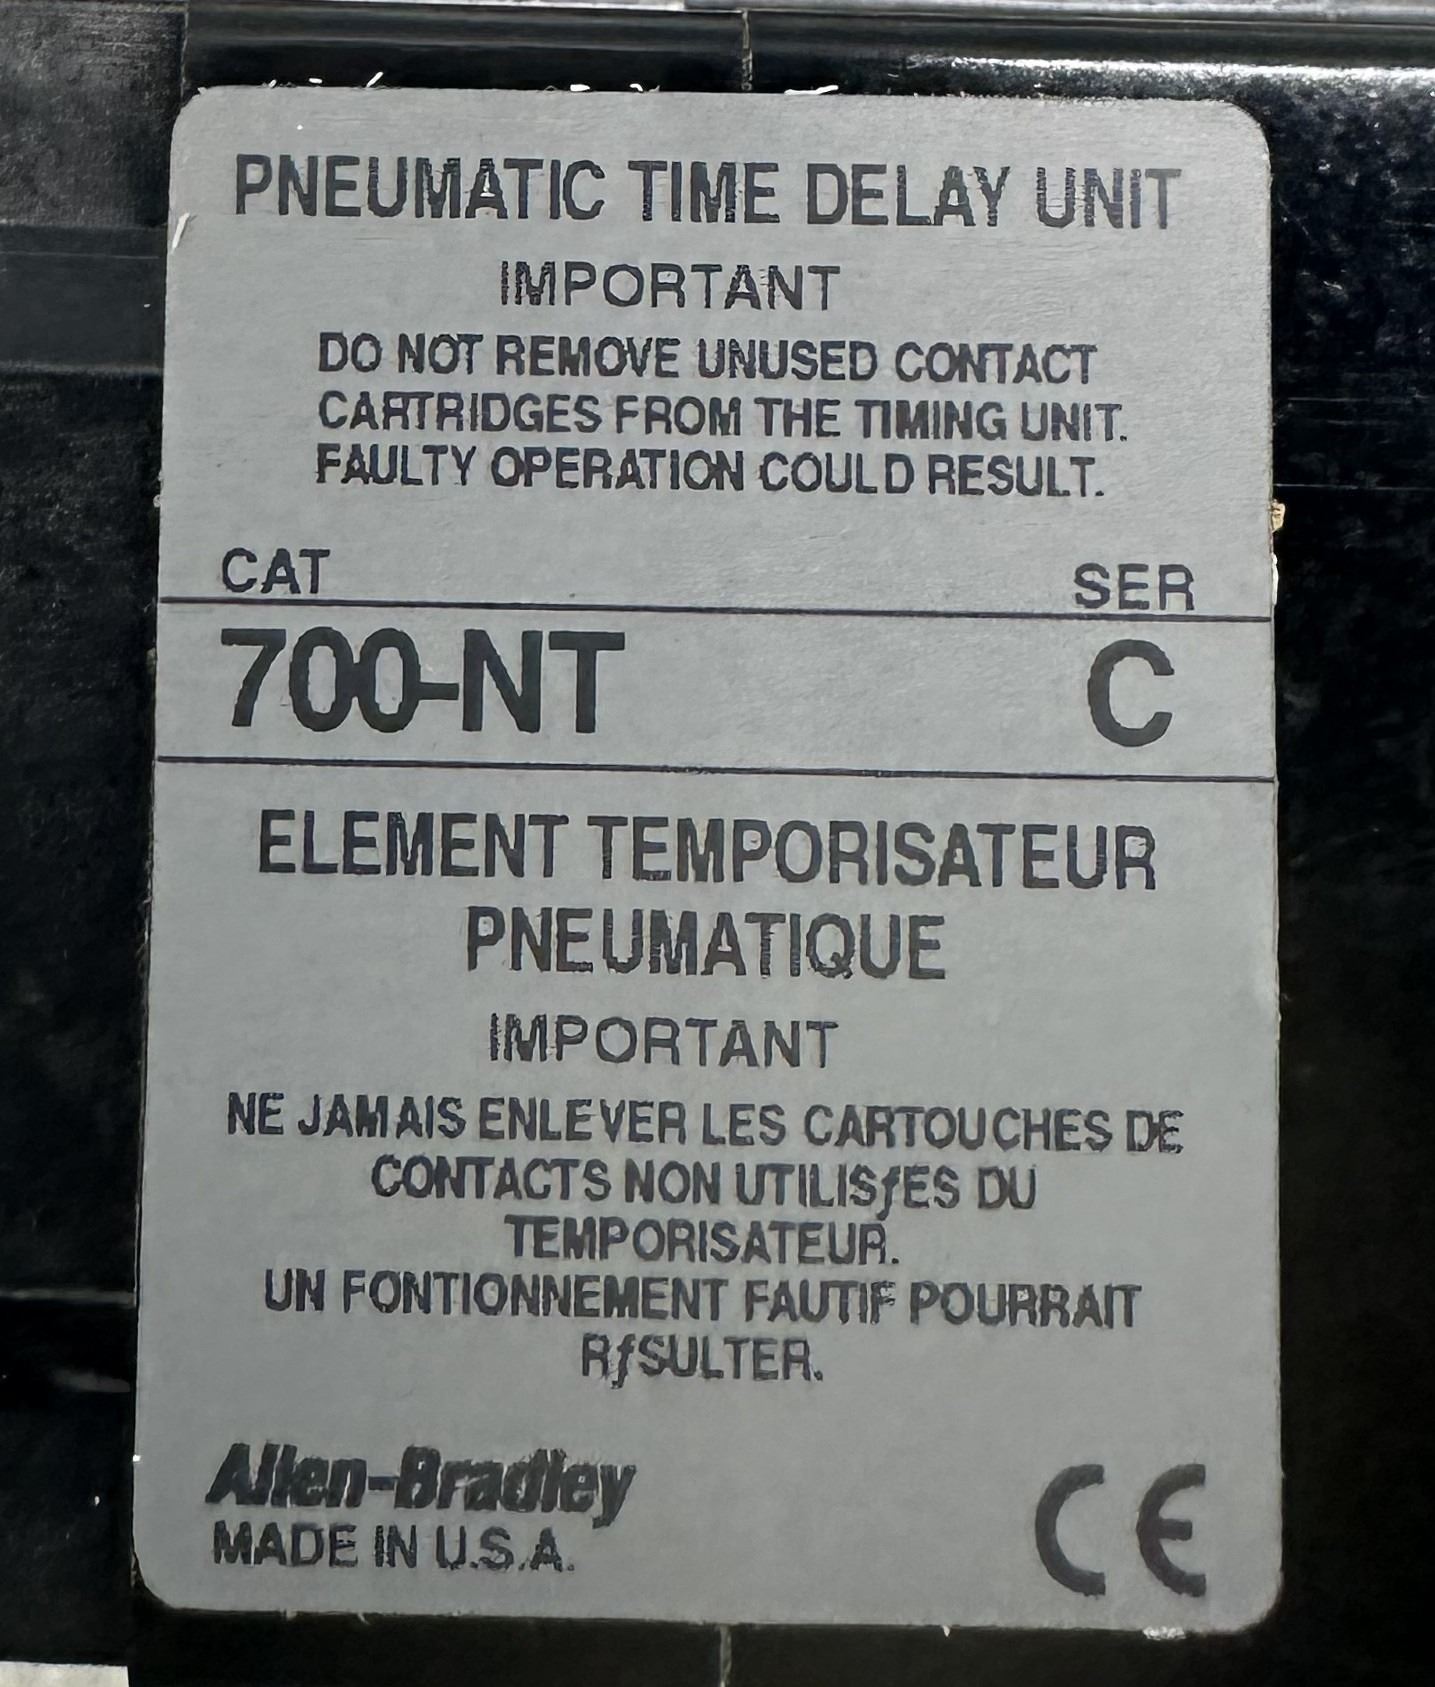 PNEUMATIC TIME DELAY UNIT
IMPORTANT
DO NOT REMOVE UNUSED CONTACT
CARTRIDGES FROM THE TIMING UNIT.
FAULTY OPERATION COULD RESULT.
CAT SER
700-NT C
ELEMENT TEMPORISATEUR
PNEUMATIQUE
IMPORTANT
NE JAMAIS ENLEVER LES CARTOUCHES DE
CONTACTS NON UTILISƒES DU
TEMPORISATEUR.
UN FONTIONNEMENT FAUTIF POURRAIT
RƒSULTER.
Allen-Bradley
MADE IN U.S.A.
CE